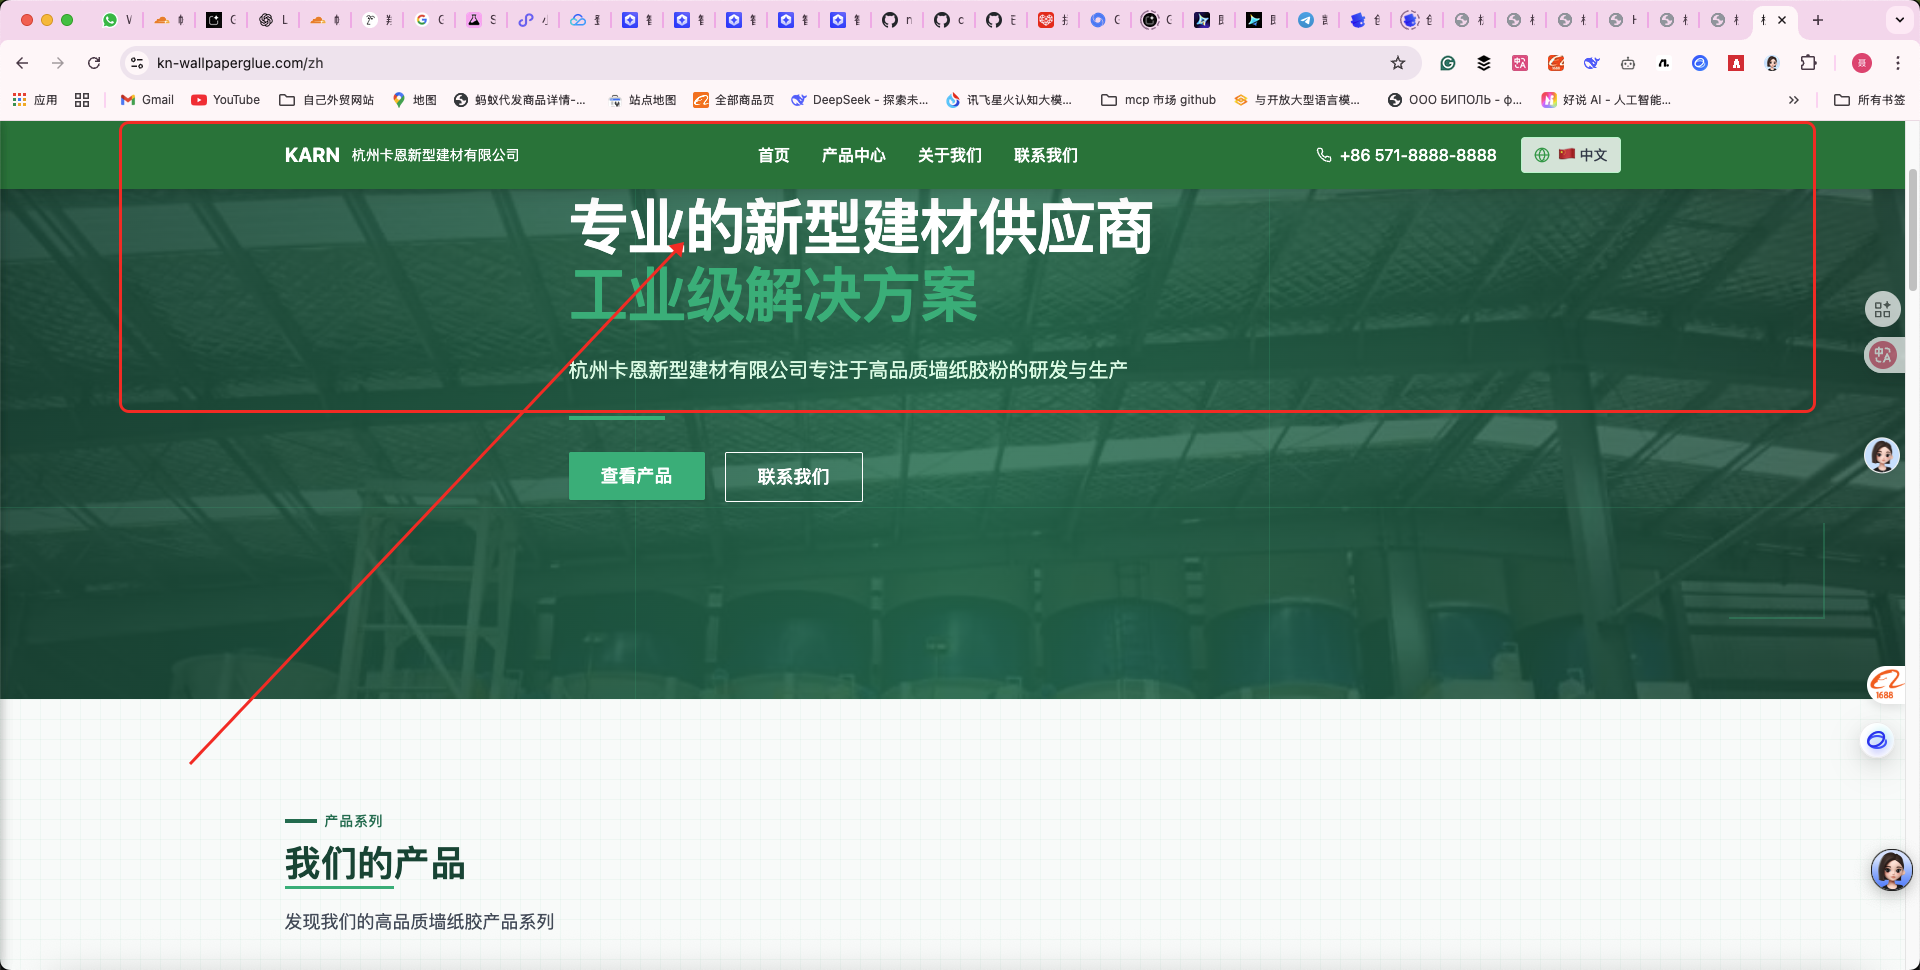 kn-wallpaperglue.com/zh
应用
Gmail
YouTube
自己外贸网站
地图
蚂蚁代发商品详情-...
站点地图
全部商品页
DeepSeek - 探索未...
讯飞星火认知大模...
mcp 市场 github
与开放大型语言模...
ООО БИПОЛЬ - ф...
好说 AI - 人工智能...
所有书签
KARN 杭州卡恩新型建材有限公司
首页 产品中心 关于我们 联系我们
+86 571-8888-8888
中文
专业的新型建材供应商
工业级解决方案
杭州卡恩新型建材有限公司专注于高品质墙纸胶粉的研发与生产
查看产品
联系我们
1688
产品系列
我们的产品
发现我们的高品质墙纸胶产品系列